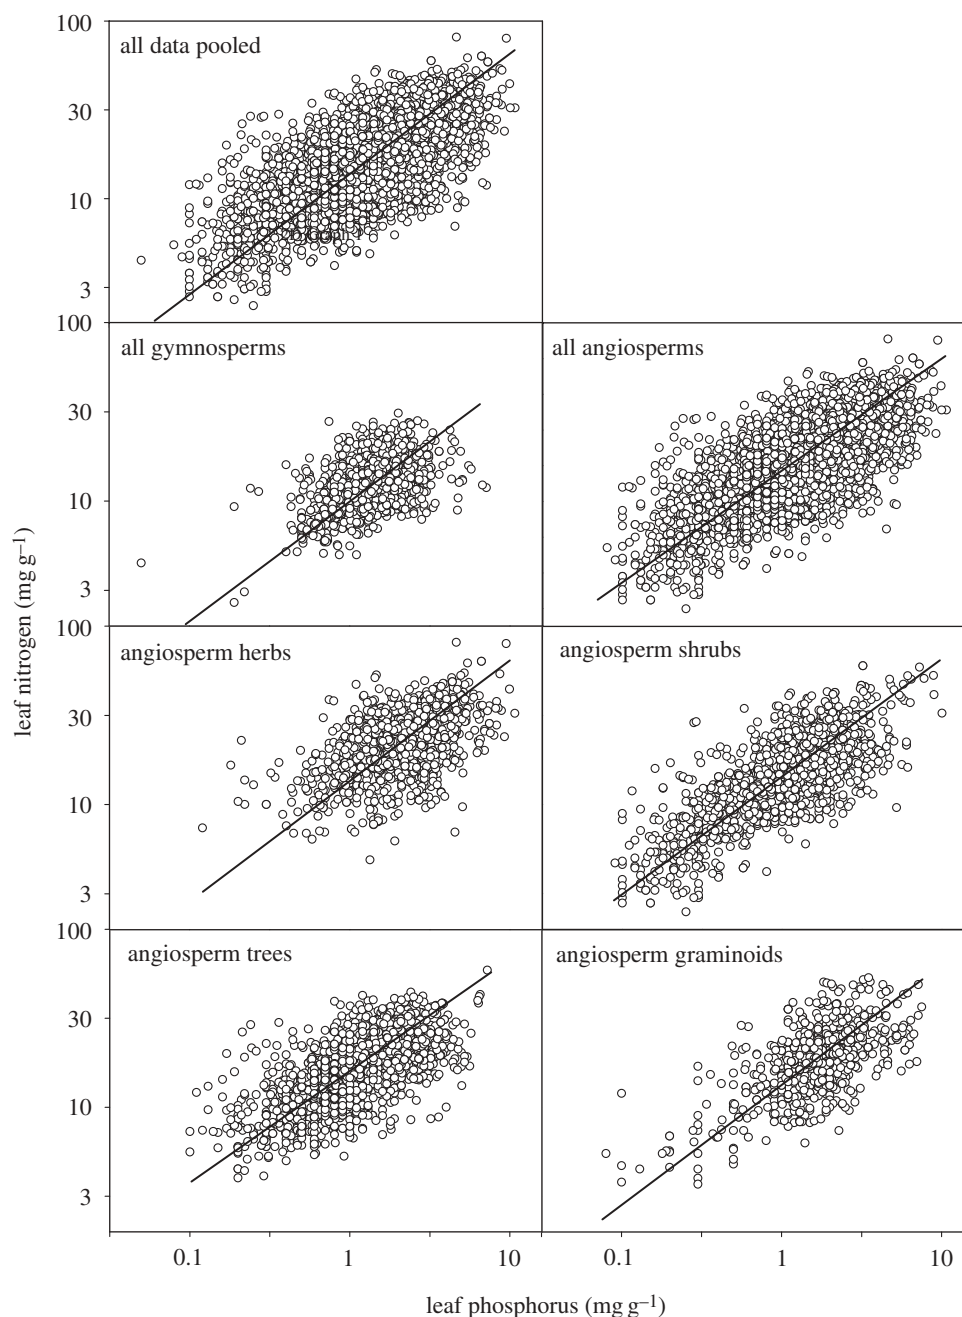 100
all data pooled
30
10
3
100
all gymnosperms
all angiosperms
30
10
3
100
angiosperm herbs
angiosperm shrubs
30
10
3
100
angiosperm trees
angiosperm graminoids
30
10
3
0.1 1 10 0.1 1 10
leaf nitrogen (mg g⁻¹)
leaf phosphorus (mg g⁻¹)